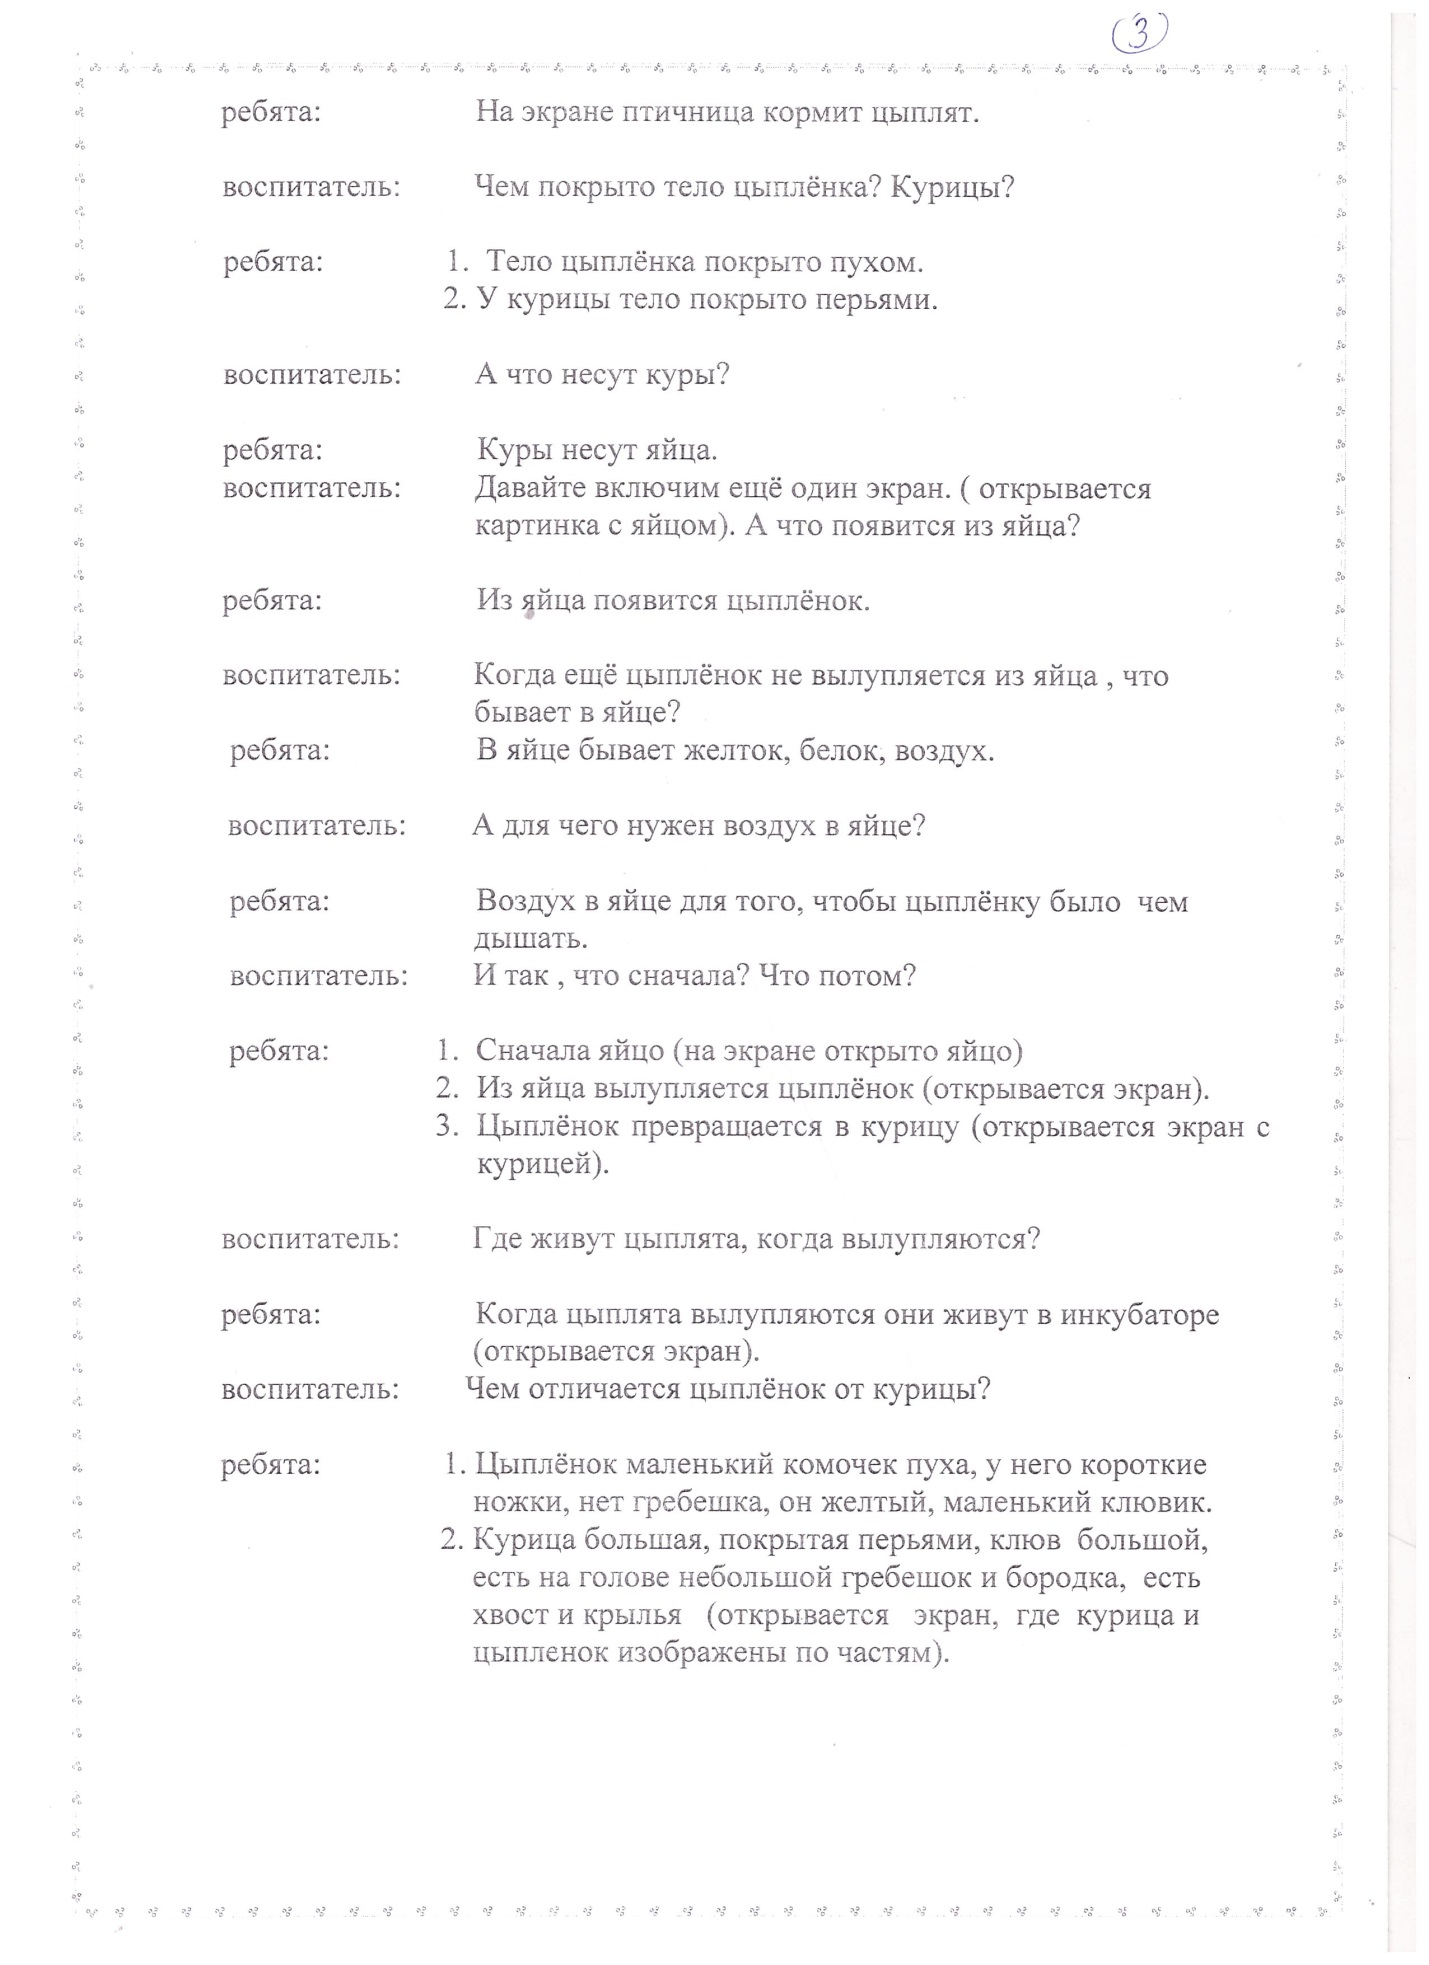 3
ребята: На экране птичница кормит цыплят.
воспитатель: Чем покрыто тело цыплёнка? Курицы?
ребята: 1. Тело цыплёнка покрыто пухом.
2. У курицы тело покрыто перьями.
воспитатель: А что несут куры?
ребята: Куры несут яйца.
воспитатель: Давайте включим ещё один экран. ( открывается
картинка с яйцом). А что появится из яйца?
ребята: Из яйца появится цыплёнок.
воспитатель: Когда ещё цыплёнок не вылупляется из яйца , что
бывает в яйце?
ребята: В яйце бывает желток, белок, воздух.
воспитатель: А для чего нужен воздух в яйце?
ребята: Воздух в яйце для того, чтобы цыплёнку было чем
дышать.
воспитатель: И так , что сначала? Что потом?
ребята: 1. Сначала яйцо (на экране открыто яйцо)
2. Из яйца вылупляется цыплёнок (открывается экран).
3. Цыплёнок превращается в курицу (открывается экран с
курицей).
воспитатель: Где живут цыплята, когда вылупляются?
ребята: Когда цыплята вылупляются они живут в инкубаторе
(открывается экран).
воспитатель: Чем отличается цыплёнок от курицы?
ребята: 1. Цыплёнок маленький комочек пуха, у него короткие
ножки, нет гребешка, он желтый, маленький клювик.
2. Курица большая, покрытая перьями, клюв большой,
есть на голове небольшой гребешок и бородка, есть
хвост и крылья (открывается экран, где курица и
цыпленок изображены по частям).